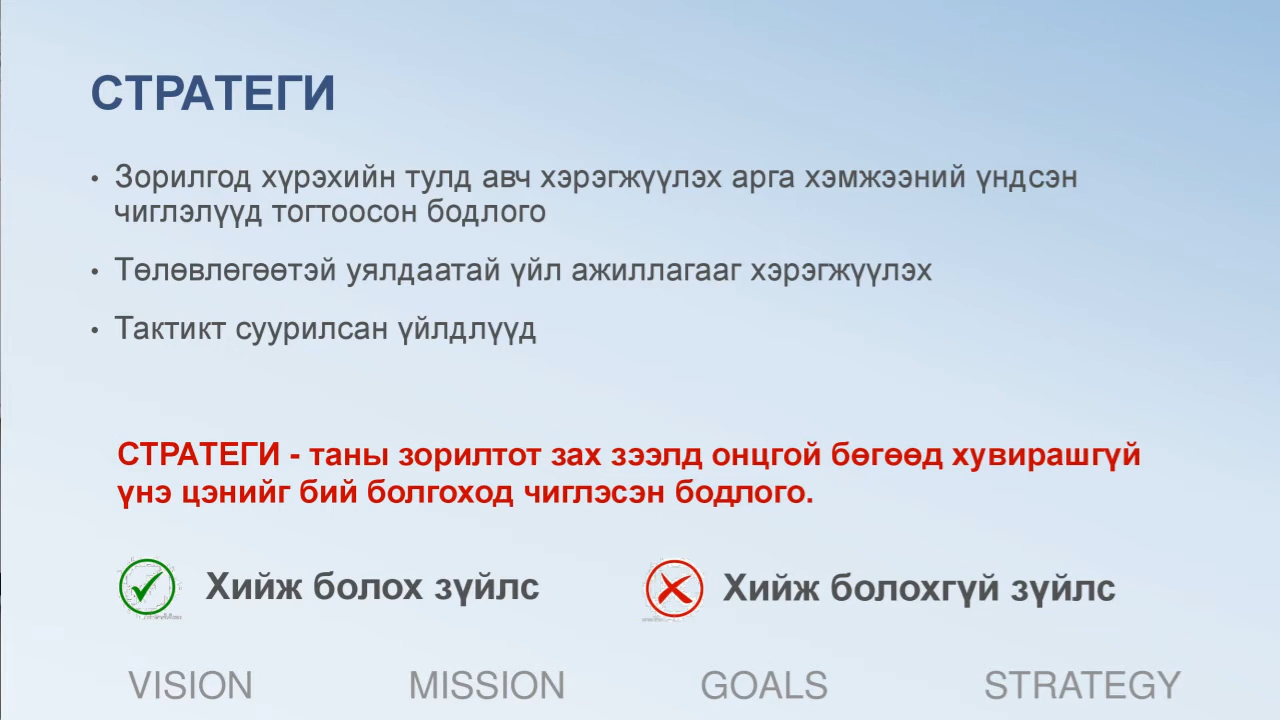 СТРАТЕГИ
• Зорилгод хүрэхийн тулд авч хэрэгжүүлэх арга хэмжээний үндсэн
чиглэлүүд тогтоосон бодлого
• Төлөвлөгөөтэй уялдаатай үйл ажиллагааг хэрэгжүүлэх
• Тактикт суурилсан үйлдлүүд
СТРАТЕГИ - таны зорилтот зах зээлд онцгой бөгөөд хувирашгүй
үнэ цэнийг бий болгоход чиглэсэн бодлого.
Хийж болох зүйлс
Хийж болохгүй зүйлс
VISION
MISSION
GOALS
STRATEGY